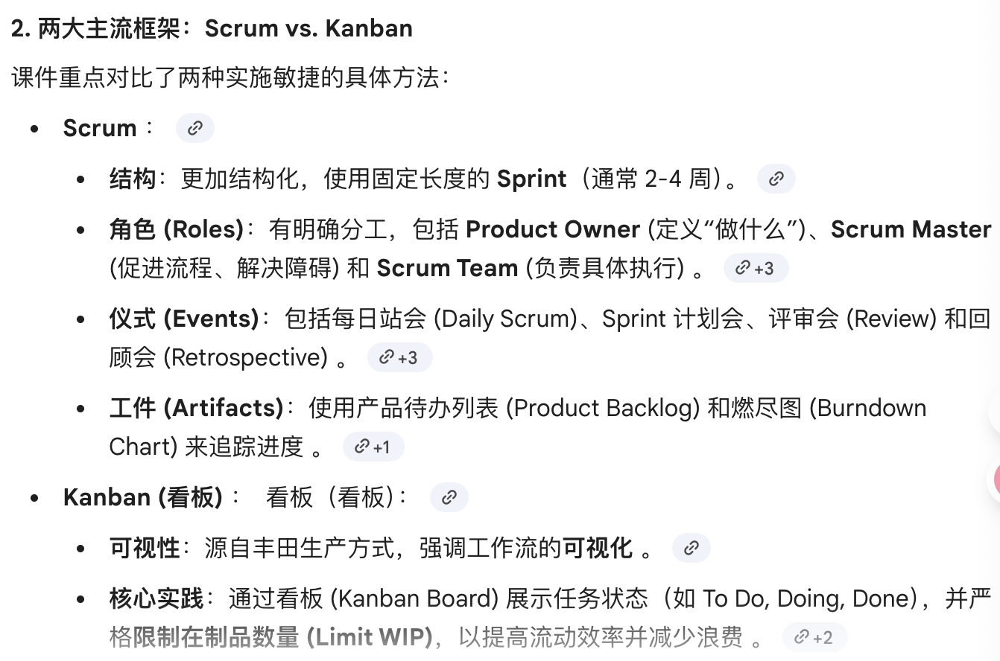 2. 两大主流框架：Scrum vs. Kanban
课件重点对比了两种实施敏捷的具体方法：
• Scrum：
• 结构：更加结构化，使用固定长度的 Sprint（通常 2-4 周）。
• 角色 (Roles)：有明确分工，包括 Product Owner (定义“做什么”)、Scrum Master
(促进流程、解决障碍) 和 Scrum Team (负责具体执行) 。 +3
• 仪式 (Events)：包括每日站会 (Daily Scrum)、Sprint 计划会、评审会 (Review) 和回
顾会 (Retrospective) 。 +3
• 工件 (Artifacts)：使用产品待办列表 (Product Backlog) 和燃尽图 (Burndown
Chart) 来追踪进度 。 +1
• Kanban (看板) ： 看板（看板）：
• 可视性：源自丰田生产方式，强调工作流的可视化 。
• 核心实践：通过看板 (Kanban Board) 展示任务状态（如 To Do, Doing, Done），并严
格限制在制品数量 (Limit WIP)，以提高流动效率并减少浪费 。 +2